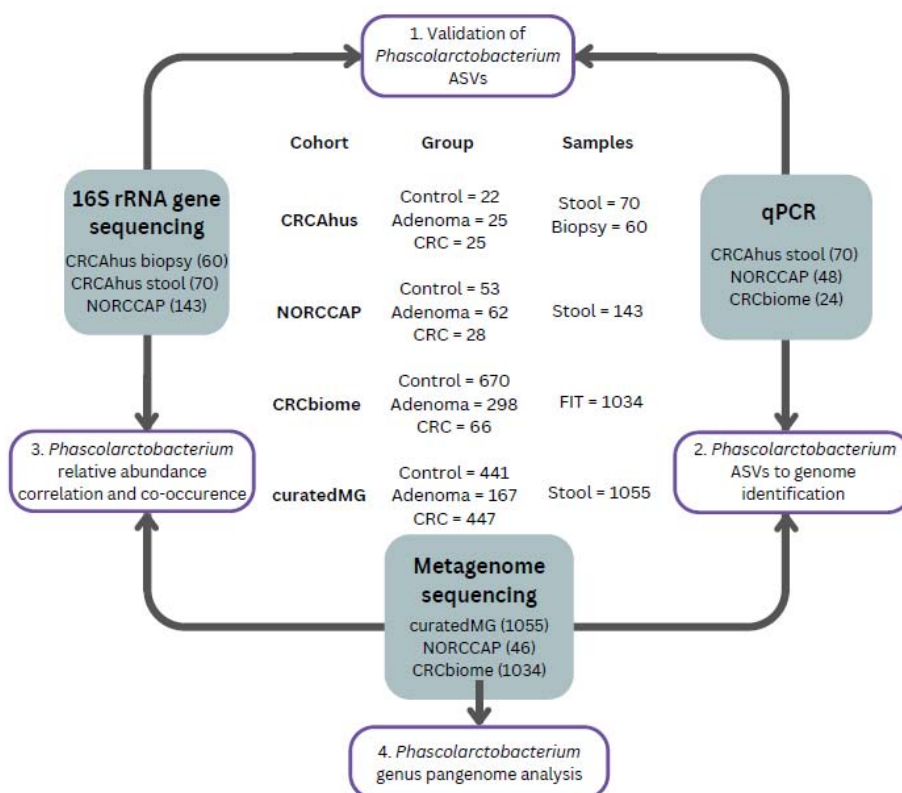 1. Validation of
Phascolarctobacterium
ASVs
Cohort Group Samples
CRCAhus
Control = 22
Adenoma = 25
CRC = 25
Stool = 70
Biopsy = 60
NORCCAP
Control = 53
Adenoma = 62
CRC = 28
Stool = 143
CRCbiome
Control = 670
Adenoma = 298
CRC = 66
FIT = 1034
curatedMG
Control = 441
Adenoma = 167
CRC = 447
Stool = 1055
16S rRNA gene
sequencing
CRCAhus biopsy (60)
CRCAhus stool (70)
NORCCAP (143)
qPCR
CRCAhus stool (70)
NORCCAP (48)
CRCbiome (24)
3. Phascolarctobacterium
relative abundance
correlation and co-occurence
2. Phascolarctobacterium
ASVs to genome
identification
Metagenome
sequencing
curatedMG (1055)
NORCCAP (46)
CRCbiome (1034)
4. Phascolarctobacterium
genus pangenome analysis